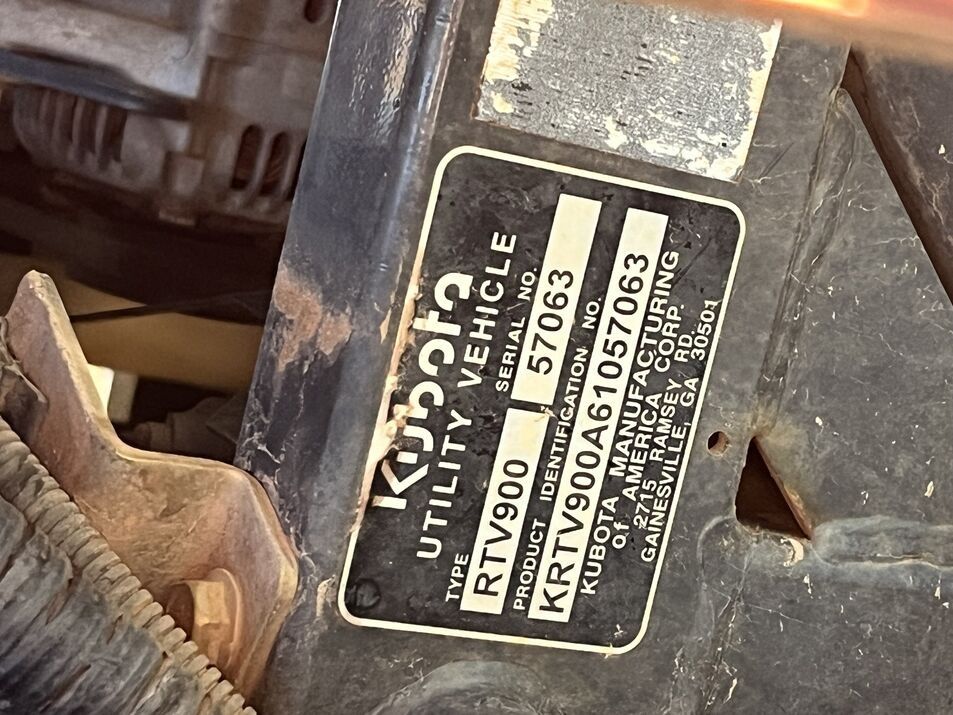 Kubota
UTILITY VEHICLE
TYPE SERIAL NO.
RTV900 57063
PRODUCT IDENTIFICATION NO.
KRTV900A61057063
KUBOTA MANUFACTURING
of AMERICA CORP.
2715 RAMSEY RD.
GAINESVILLE, GA 30501